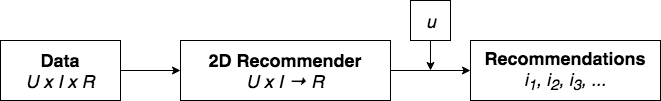 u
Data
U x I x R
2D Recommender
U x I → R
Recommendations
i₁, i₂, i₃, ...